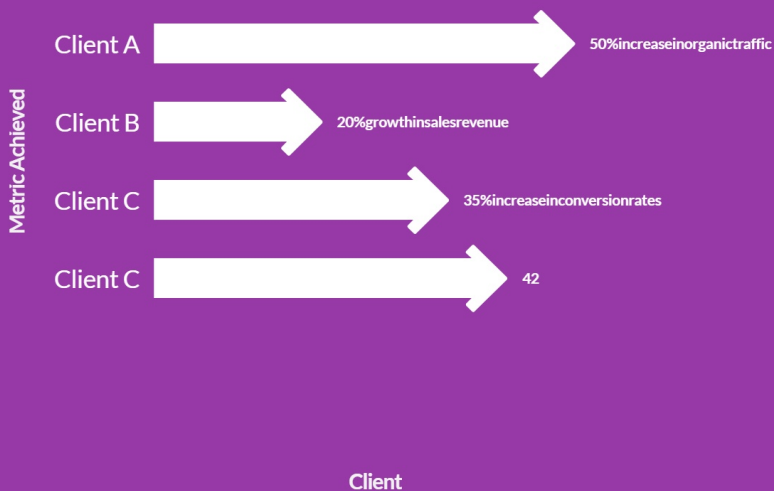 Client A
50%increaseinorganictraffic
Client B
20%growthinsalesrevenue
Client C
35%increaseinconversionrates
Client C
42
Metric Achieved
Client